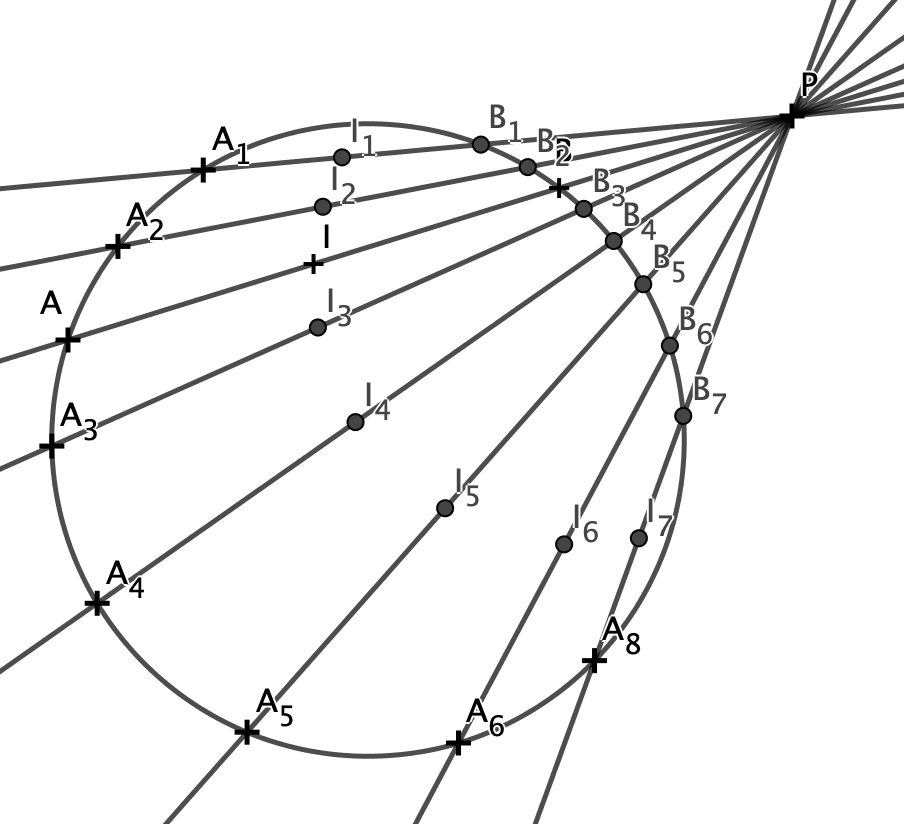 P
B₁
A₁
I₁
B₂
B
I₂
B₃
A₂
B₄
I
B₅
A
I₃
B₆
B₇
I₄
A₃
I₅
I₇
I₆
A₄
A₈
A₅
A₆